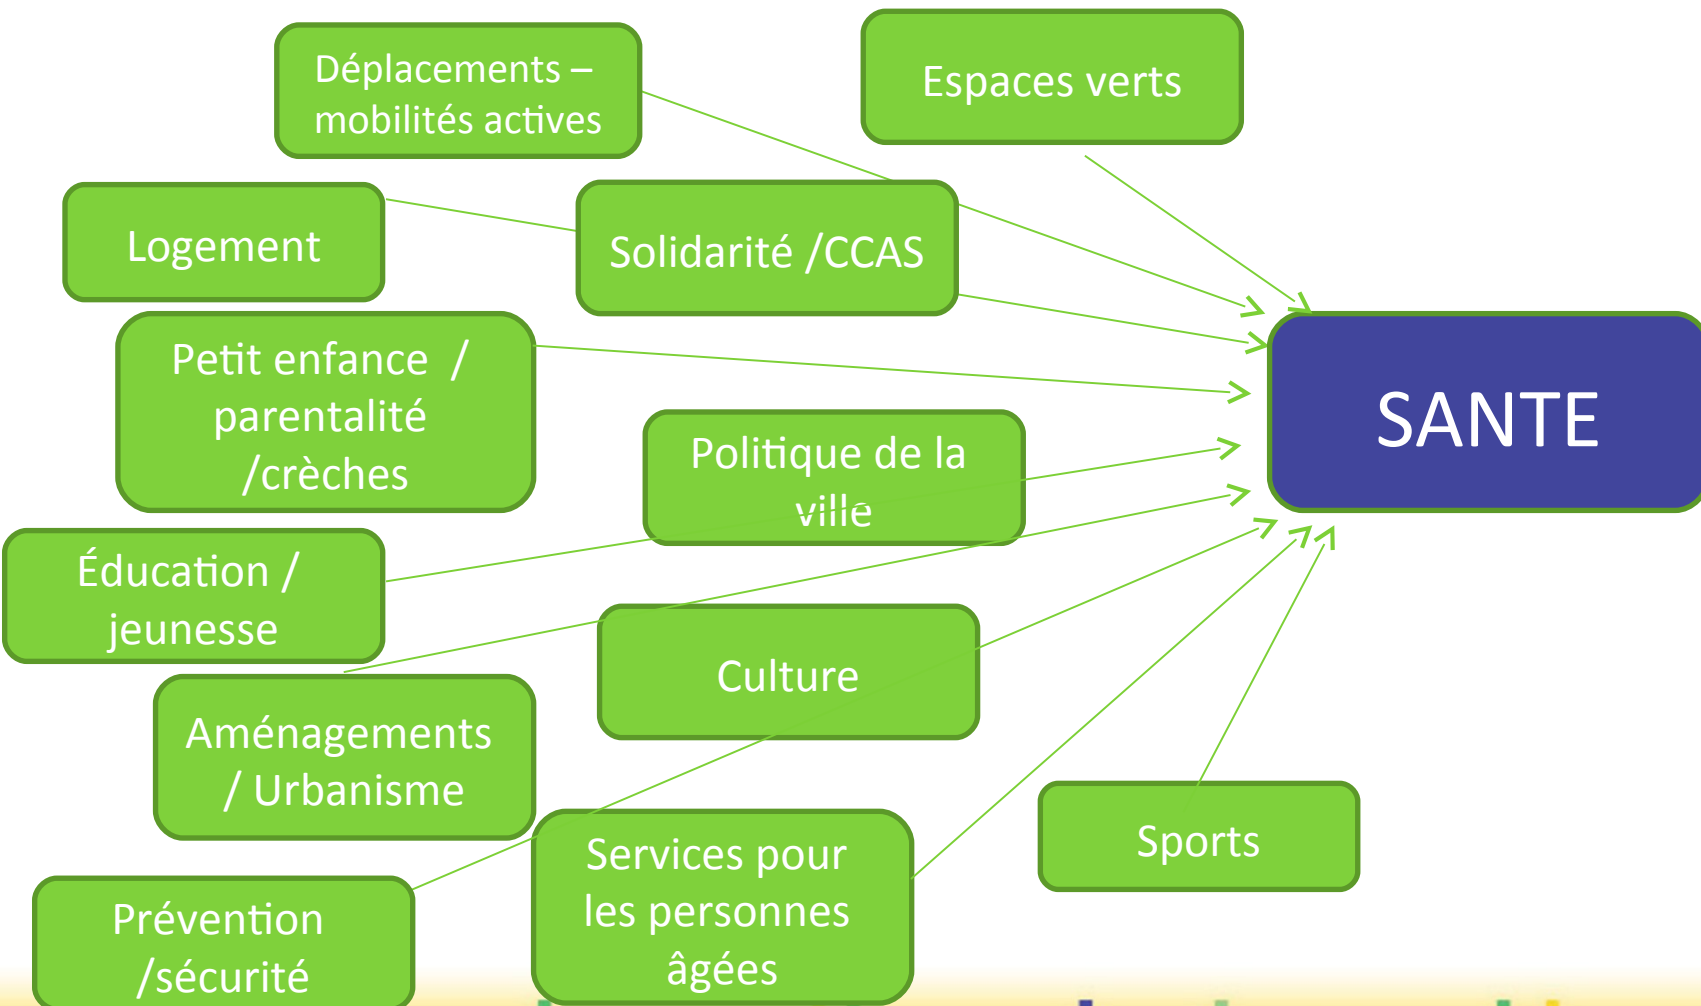 Déplacements –
mobilités actives
Espaces verts
Logement
Solidarité /CCAS
Petit enfance /
parentalité
/crèches
SANTE
Politique de la
ville
Éducation /
jeunesse
Culture
Aménagements
/ Urbanisme
Services pour
les personnes
âgées
Sports
Prévention
/sécurité